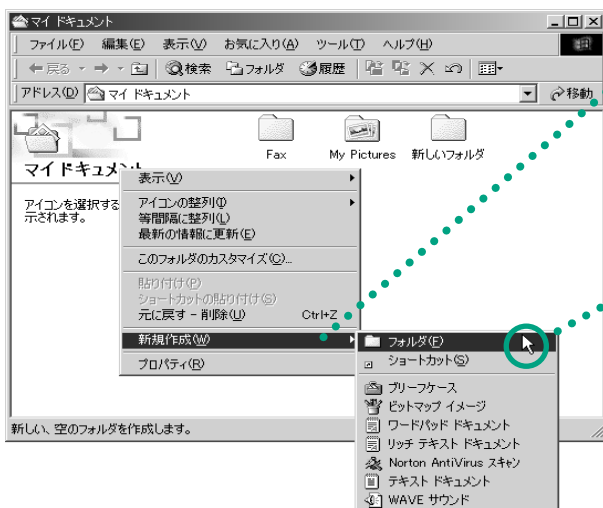 マイ ドキュメント
ファイル(F) 編集(E) 表示(V) お気に入り(A) ツール(T) ヘルプ(H)
戻る 検索 フォルダ 履歴
アドレス(D) マイ ドキュメント 移動
Fax My Pictures 新しいフォルダ
マイ ドキュメント
アイコンを選択する
示されます。
表示(V)
アイコンの整列(I)
等間隔に整列(L)
最新の情報に更新(E)
このフォルダのカスタマイズ(C)...
貼り付け(P)
ショートカットの貼り付け(S)
元に戻す - 削除(U) Ctrl+Z
新規作成(W)
プロパティ(R)
フォルダ(F)
ショートカット(S)
ブリーフケース
ビットマップ イメージ
ワードパッド ドキュメント
リッチ テキスト ドキュメント
Norton AntiVirus スキャン
テキスト ドキュメント
WAVE サウンド
新しい、空のフォルダを作成します。